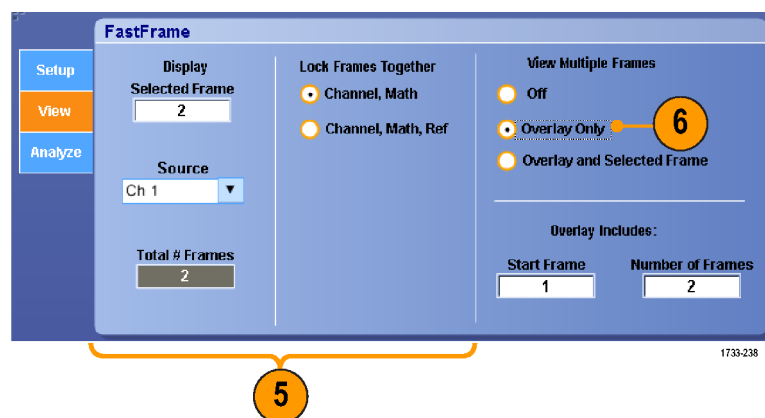 FastFrame
Setup
View
Analyze
Display
Selected Frame
2
Source
Ch 1
Total # Frames
2
Lock Frames Together
Channel, Math
Channel, Math, Ref
View Multiple Frames
Off
Overlay Only
6
Overlay and Selected Frame
Overlay Includes:
Start Frame
1
Number of Frames
2
1733-238
5